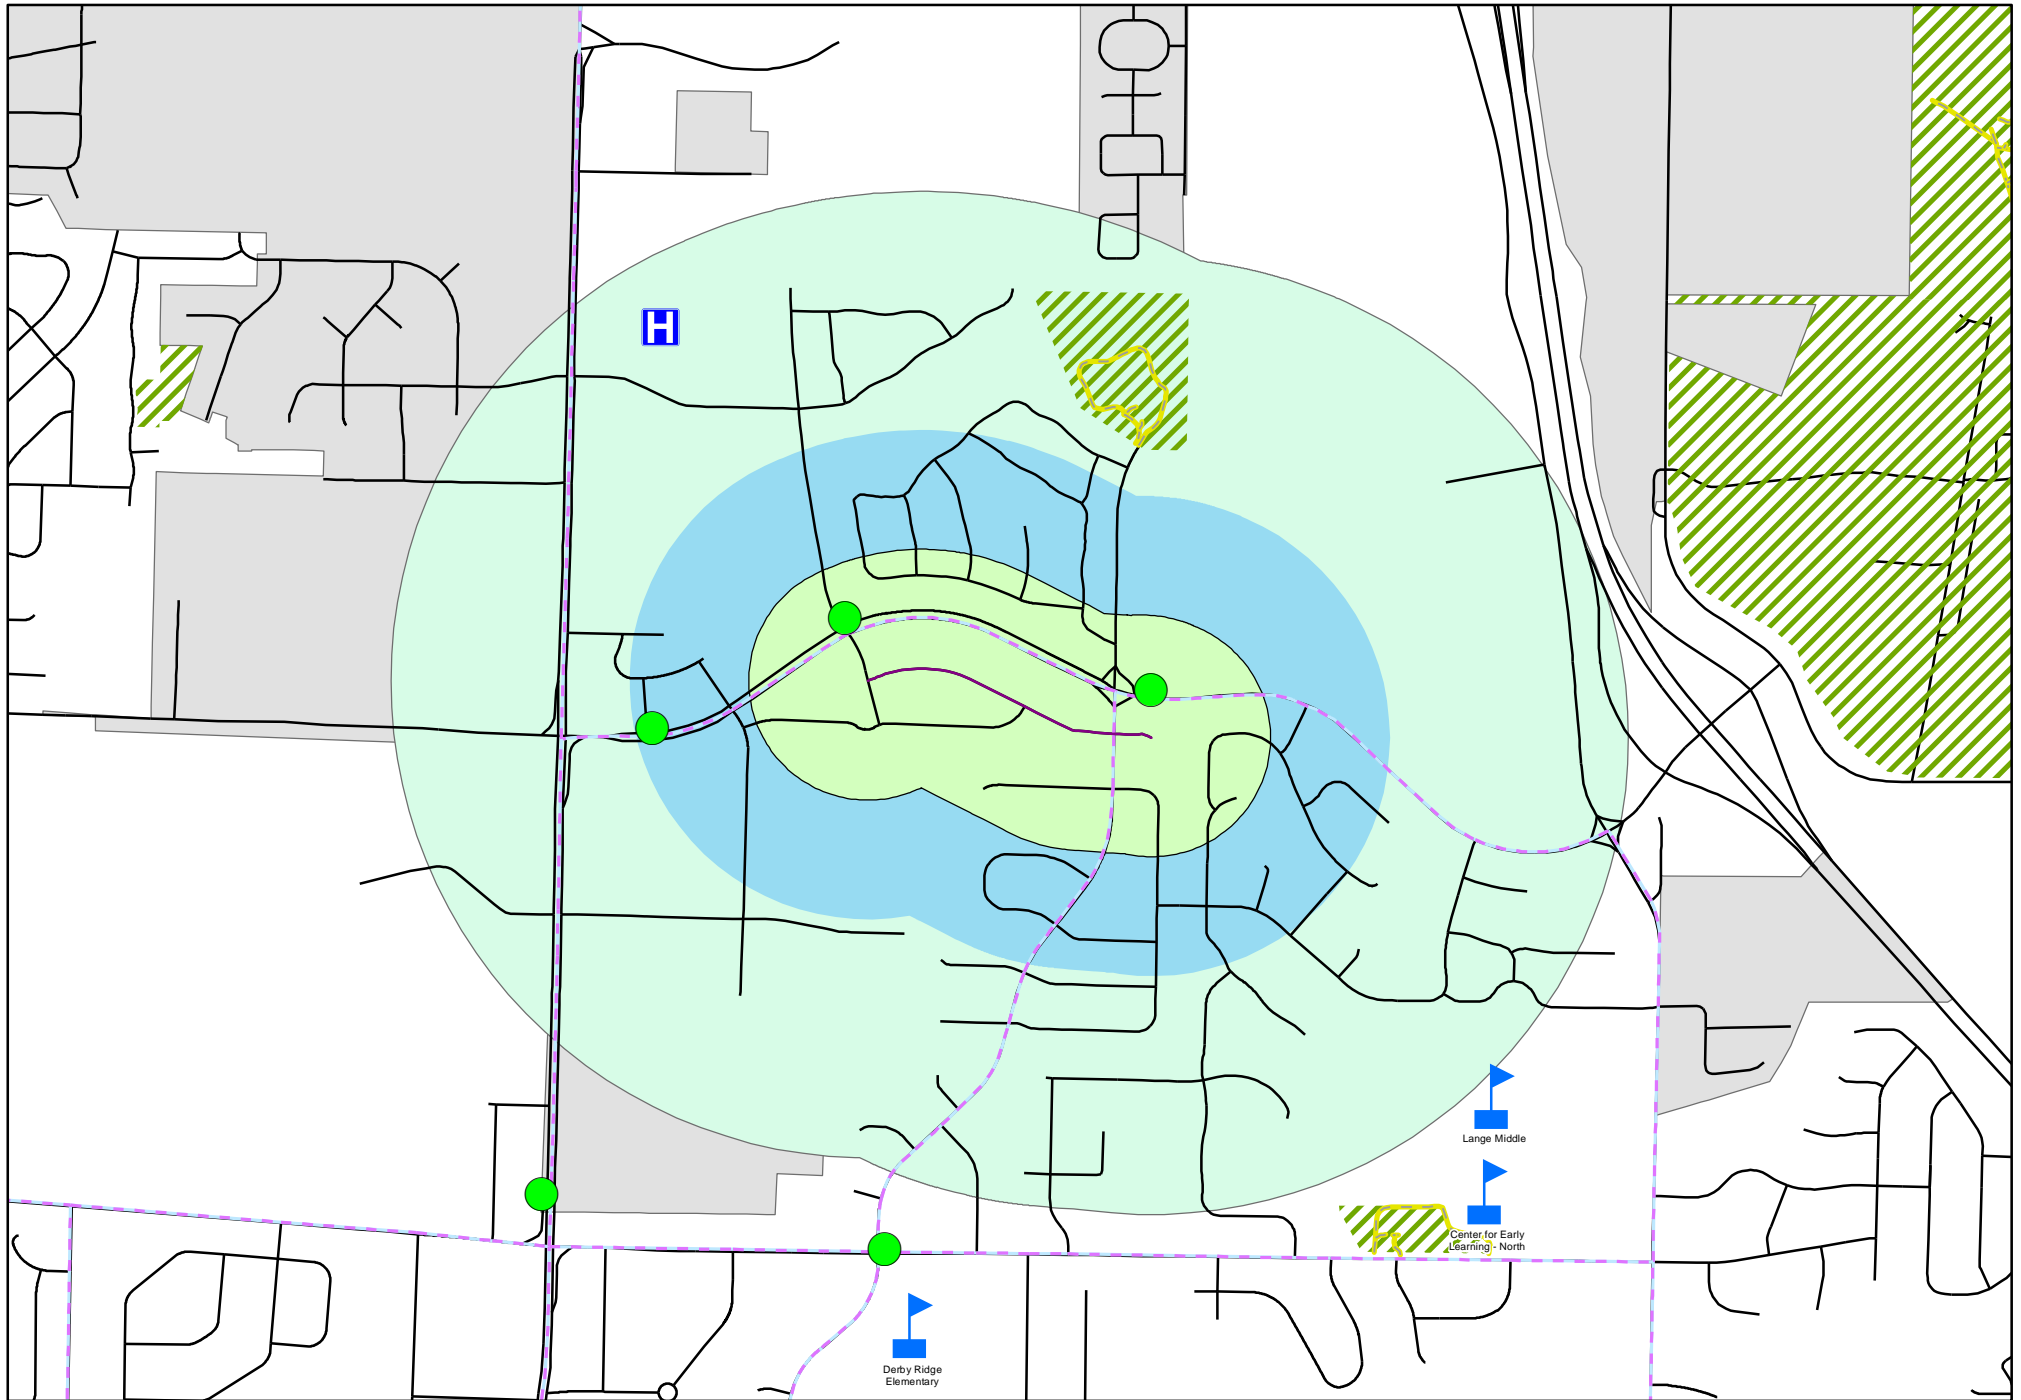 H
Lange Middle
Center for Early
Learning - North
Derby Ridge
Elementary